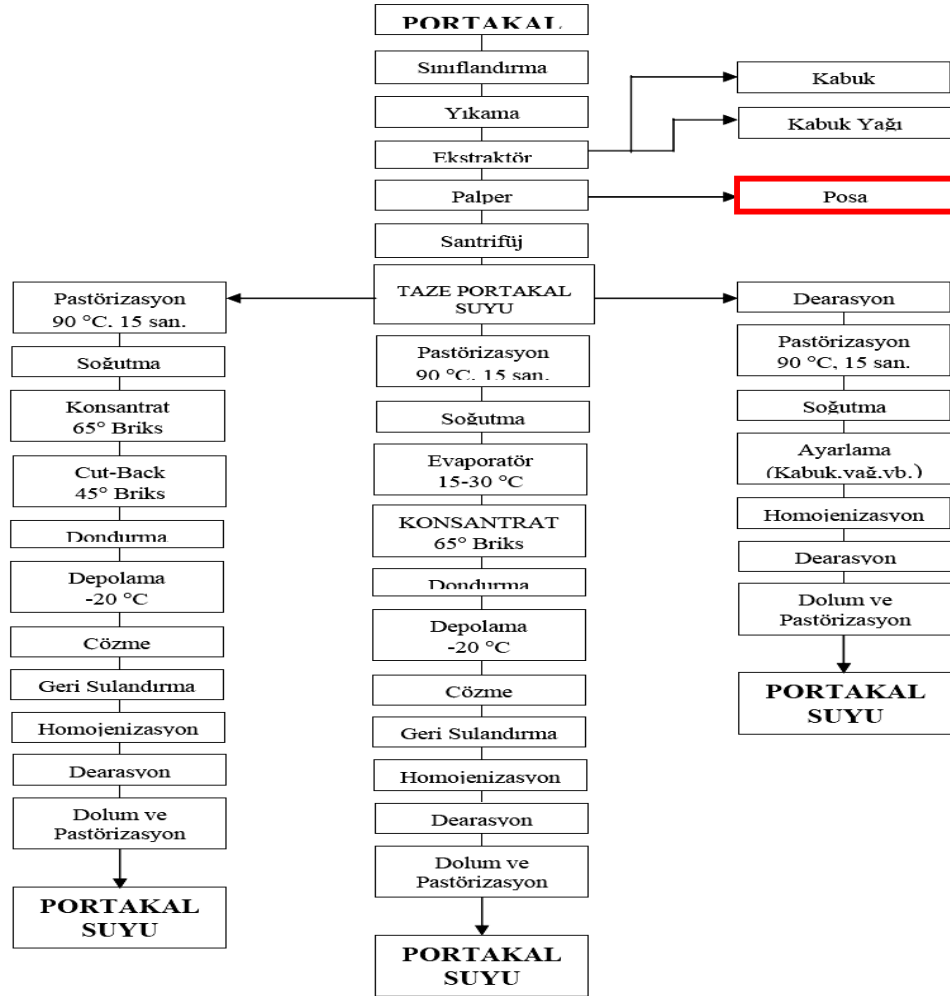 PORTAKAL
Sınıflandırma
Yıkama
Ekstraktör
Palper
Santrifüj
Kabuk
Kabuk Yağı
Posa
TAZE PORTAKAL
SUYU
Pastörizasyon
90 °C. 15 san.
Soğutma
Konsantrat
65° Briks
Cut-Back
45° Briks
Dondurma
Depolama
-20 °C
Cözme
Geri Sulandırma
Homojenizasyon
Dearasyon
Dolum ve
Pastörizasyon
PORTAKAL
SUYU
Pastörizasyon
90 °C. 15 san.
Soğutma
Evaporatör
15-30 °C
KONSANTRAT
65° Briks
Dondurma
Depolama
-20 °C
Cözme
Geri Sulandırma
Homojenizasyon
Dearasyon
Dolum ve
Pastörizasyon
PORTAKAL
SUYU
Dearasyon
Pastörizasyon
90 °C, 15 san.
Soğutma
Ayarlama
(Kabuk.yağ.vb.)
Homojenizasyon
Dearasyon
Dolum ve
Pastörizasyon
PORTAKAL
SUYU